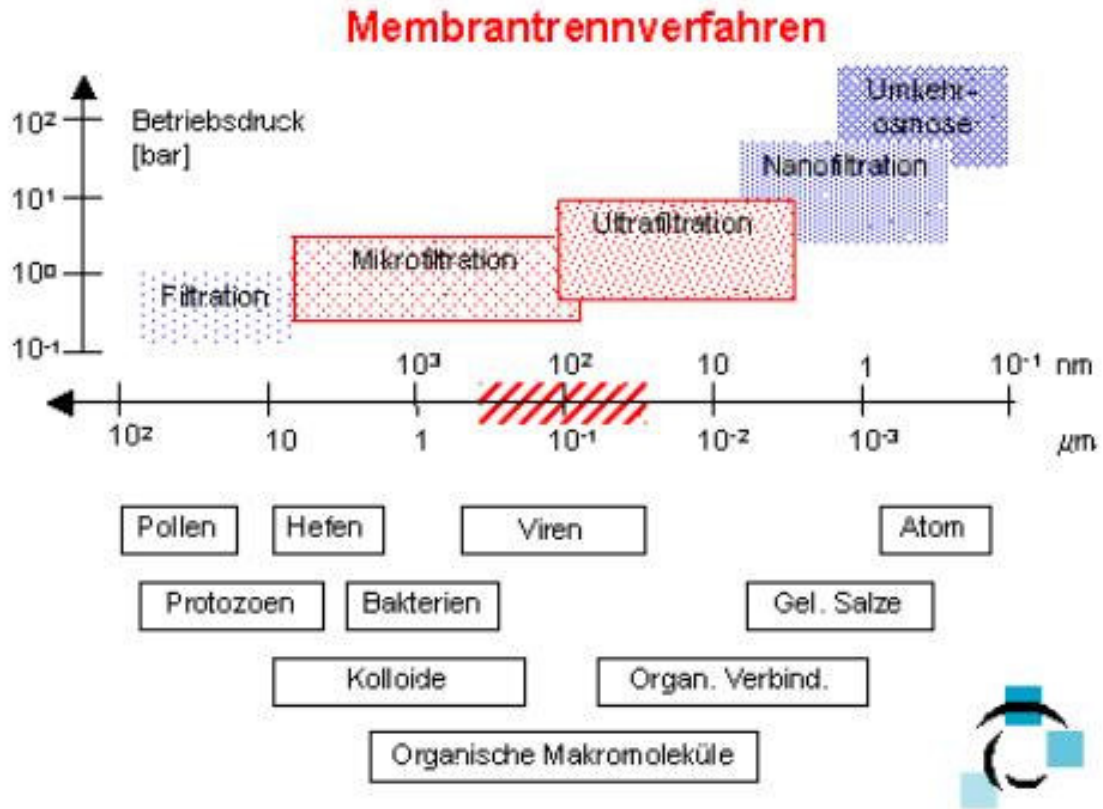 Membrantrennverfahren
Betriebsdruck
[bar]
10²
10¹
10⁰
10⁻¹
Umkehr-
osmose
Nanofiltration
Ultrafiltration
Mikrofiltration
Filtration
10³ 10² 10 1 10⁻¹ nm
10² 10 1 10⁻¹ 10⁻² 10⁻³ µm
Pollen Hefen Viren Atom
Protozoen Bakterien Gel. Salze
Kolloide Organ. Verbind.
Organische Makromoleküle